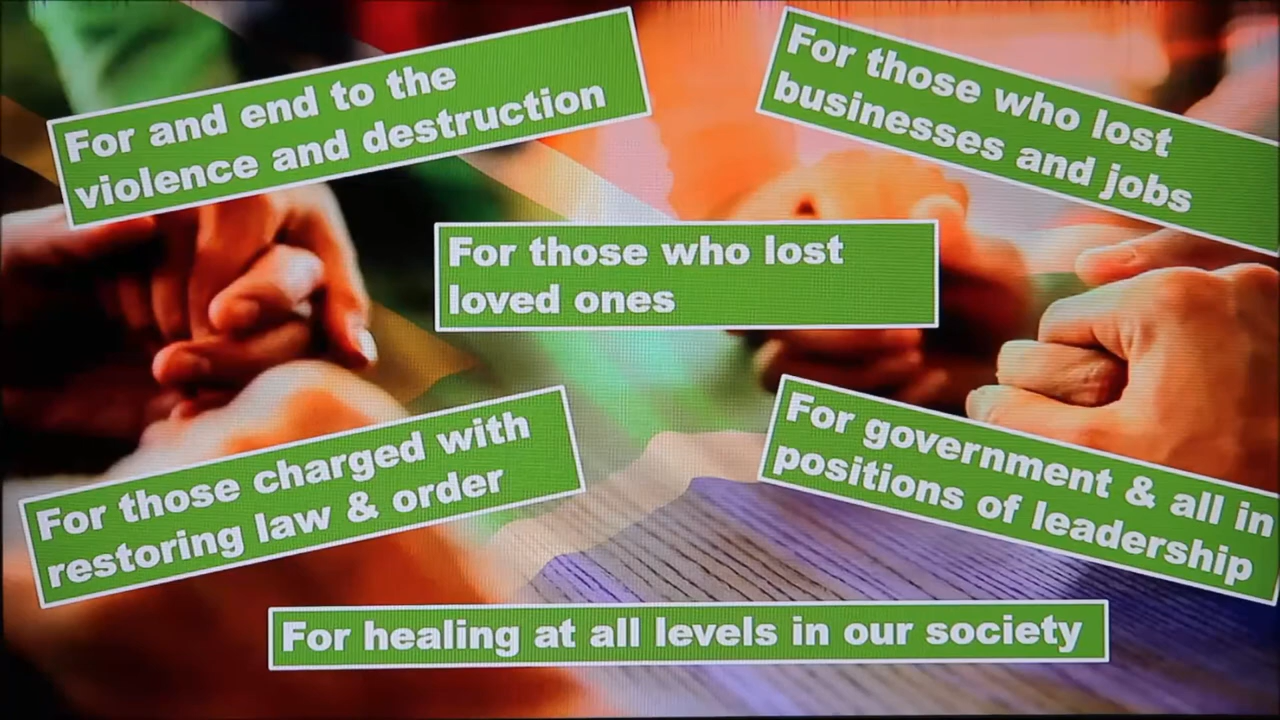 For and end to the
violence and destruction
For those who lost
businesses and jobs
For those who lost
loved ones
For those charged with
restoring law & order
For government & all in
positions of leadership
For healing at all levels in our society